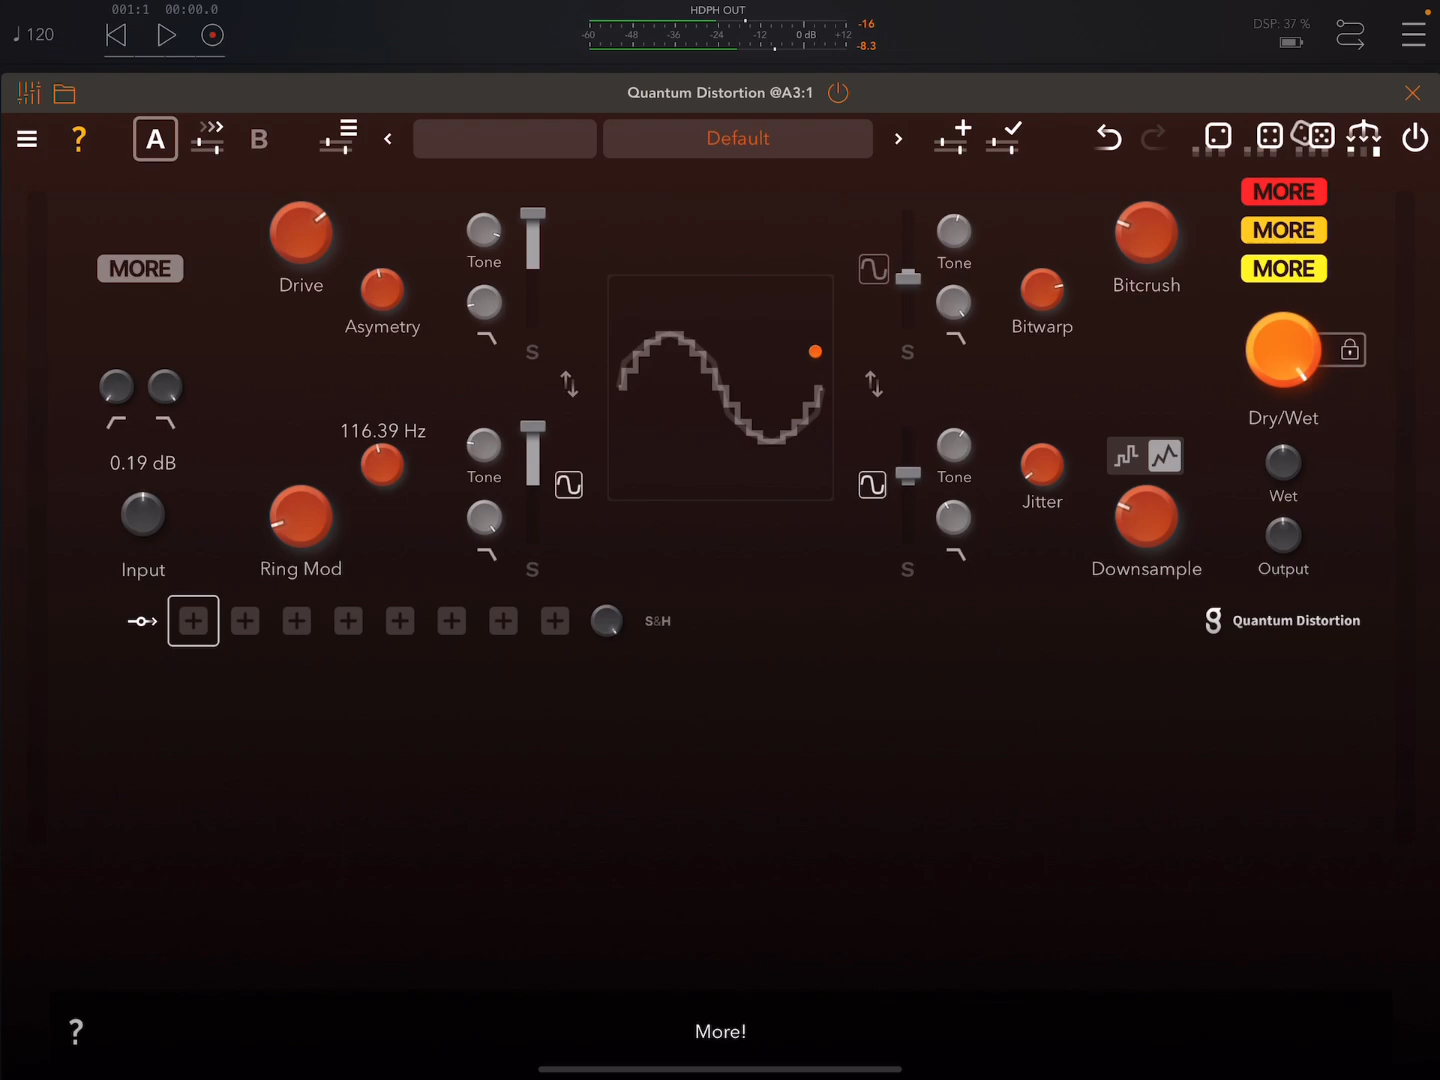 001:1 00:00.0
HDPH OUT
♩120
-60 -48 -36 -24 -12 0 dB +12
-16
-8.3
DSP: 37 %
Quantum Distortion @A3:1
? A B Default
MORE
MORE
MORE
MORE
Drive
Asymetry
Tone
S
Tone
S
Bitwarp
Bitcrush
Dry/Wet
0.19 dB
Input
116.39 Hz
Ring Mod
Tone
S
Tone
S
Jitter
Downsample
Wet
Output
S&H
g Quantum Distortion
? More!